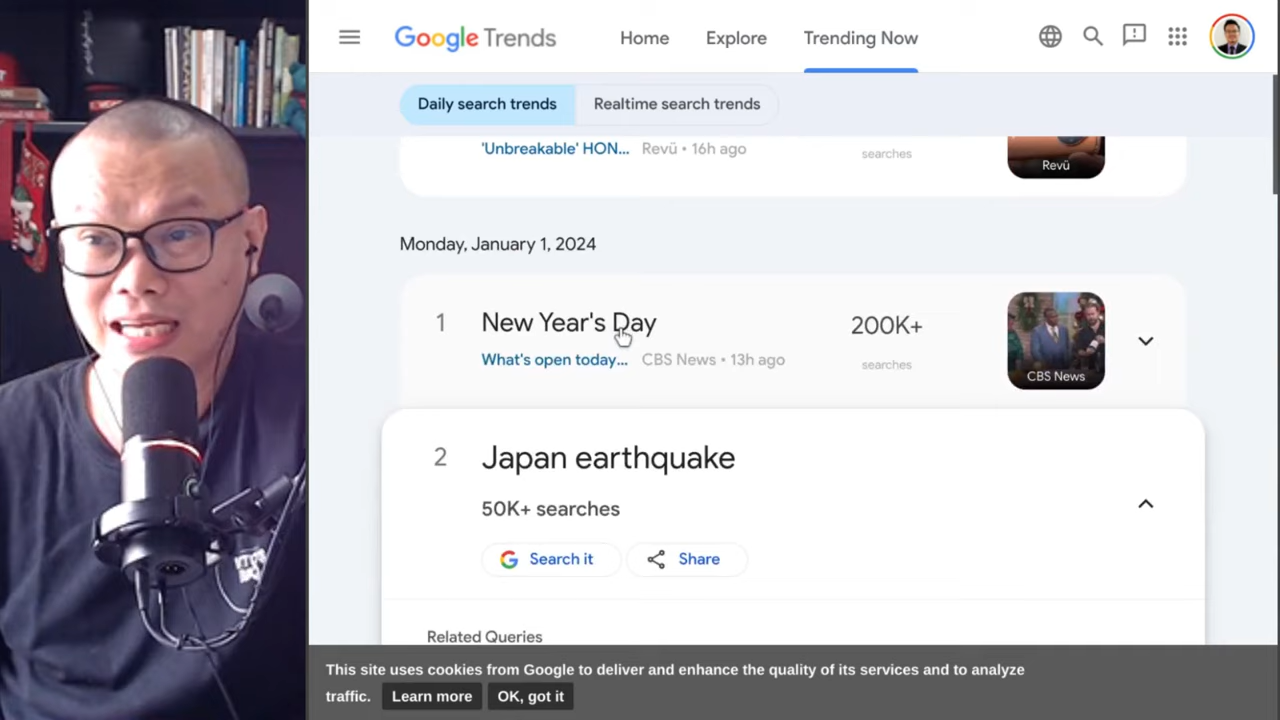 Google Trends
Home
Explore
Trending Now
Daily search trends
Realtime search trends
'Unbreakable' HON... Revü • 16h ago
searches
Revü
Monday, January 1, 2024
1
New Year's Day
200K+
What's open today... CBS News • 13h ago
searches
CBS News
2
Japan earthquake
50K+ searches
Search it
Share
Related Queries
This site uses cookies from Google to deliver and enhance the quality of its services and to analyze
traffic. Learn more OK, got it